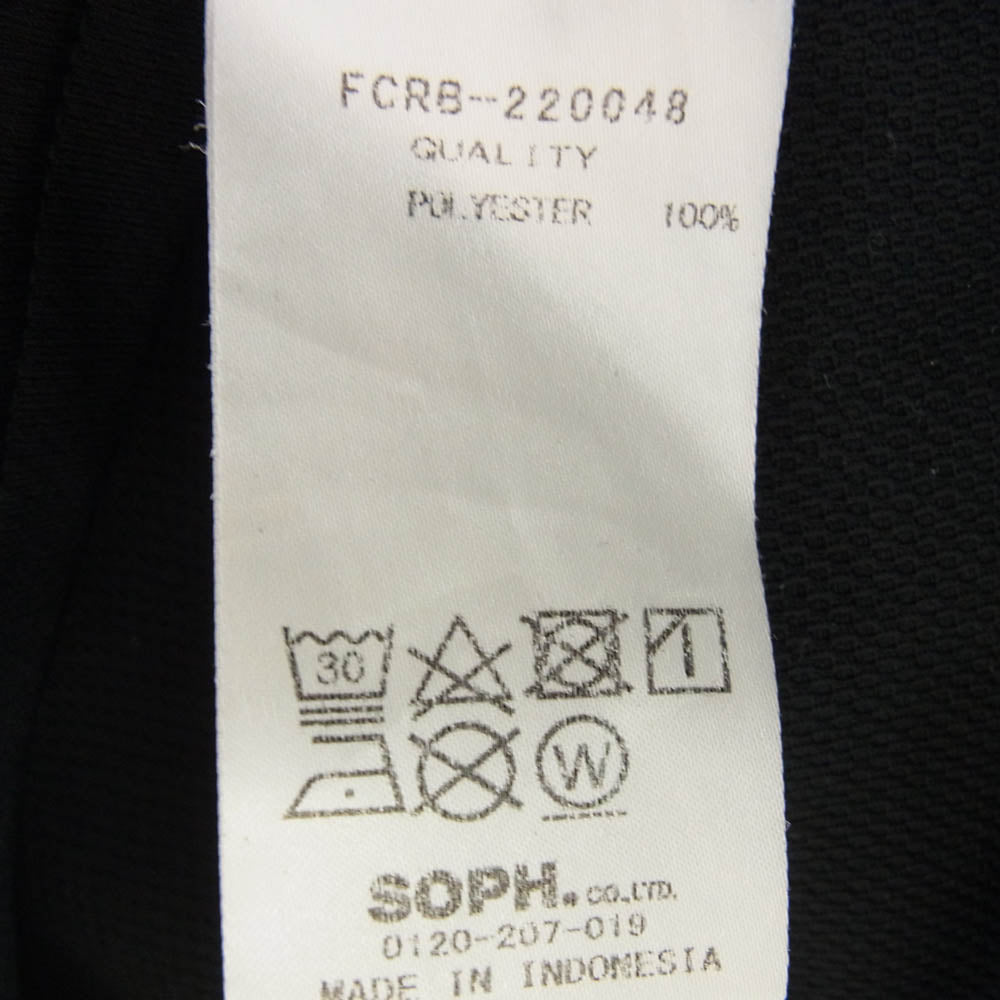 FCRB-220048
QUALITY
POLYESTER 100%
30
W
SOPH. CO.,LTD.
0120-207-019
MADE IN INDONESIA